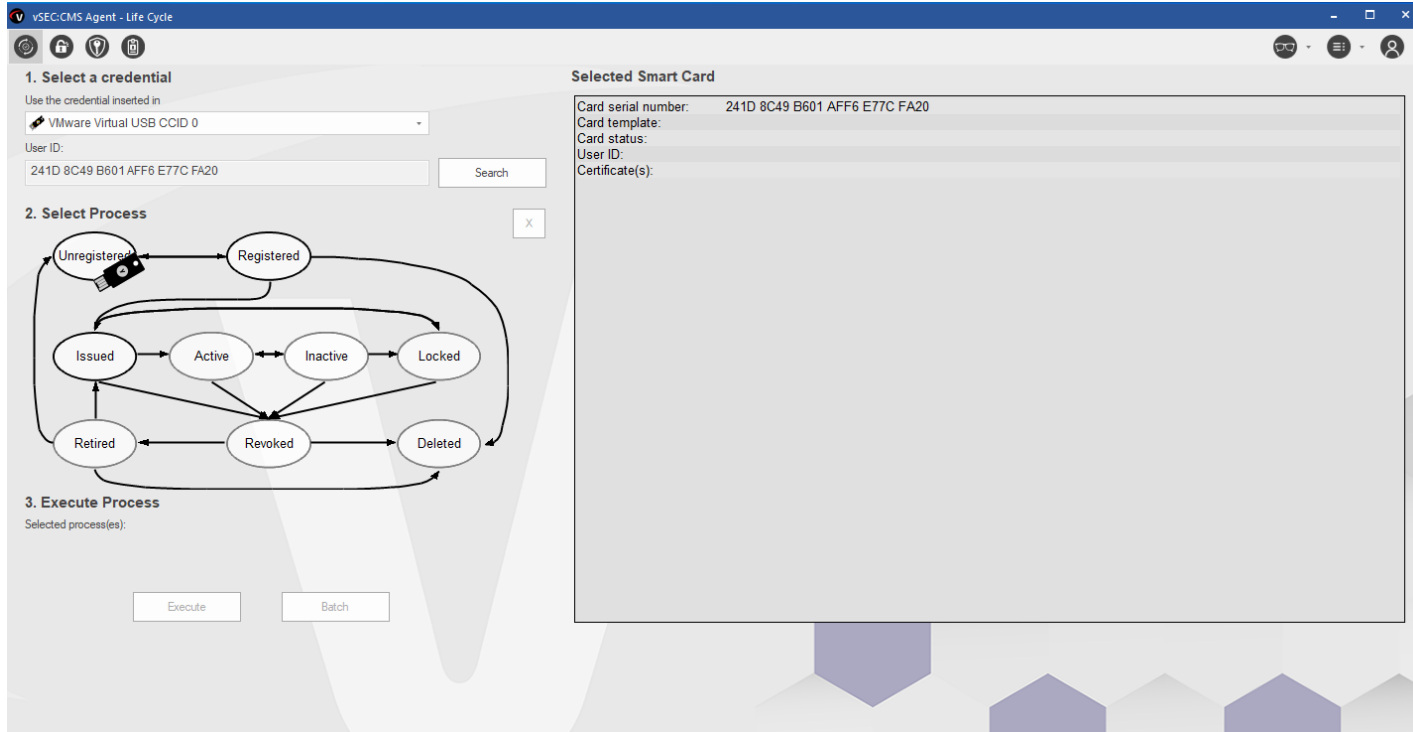 vSEC:CMS Agent - Life Cycle
1. Select a credential
Use the credential inserted in
VMware Virtual USB CCID 0
User ID:
241D 8C49 B601 AFF6 E77C FA20
Search
2. Select Process
X
Unregistered
Registered
Issued
Active
Inactive
Locked
Retired
Revoked
Deleted
3. Execute Process
Selected process(es):
Execute
Batch
Selected Smart Card
Card serial number: 241D 8C49 B601 AFF6 E77C FA20
Card template:
Card status:
User ID:
Certificate(s):